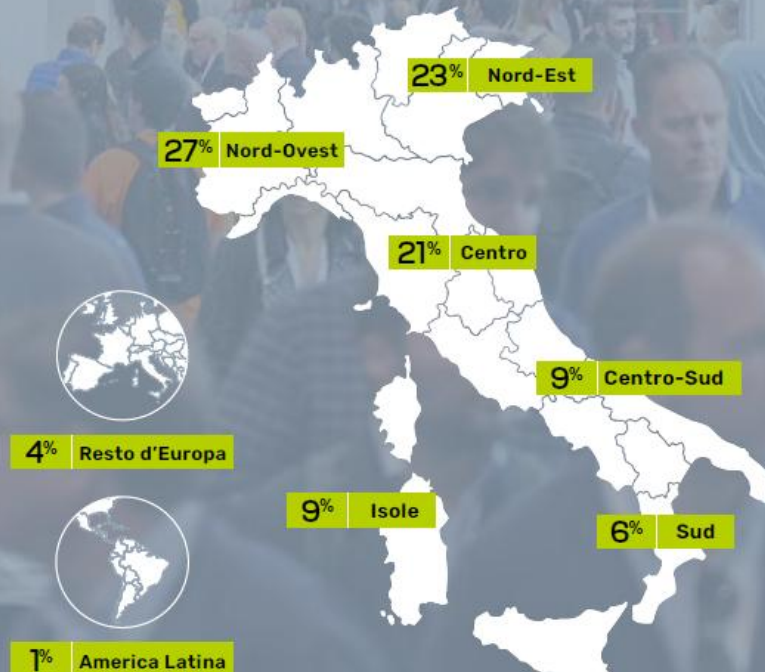 23% Nord-Est
27% Nord-Ovest
21% Centro
9% Centro-Sud
4% Resto d'Europa
9% Isole
6% Sud
1% America Latina